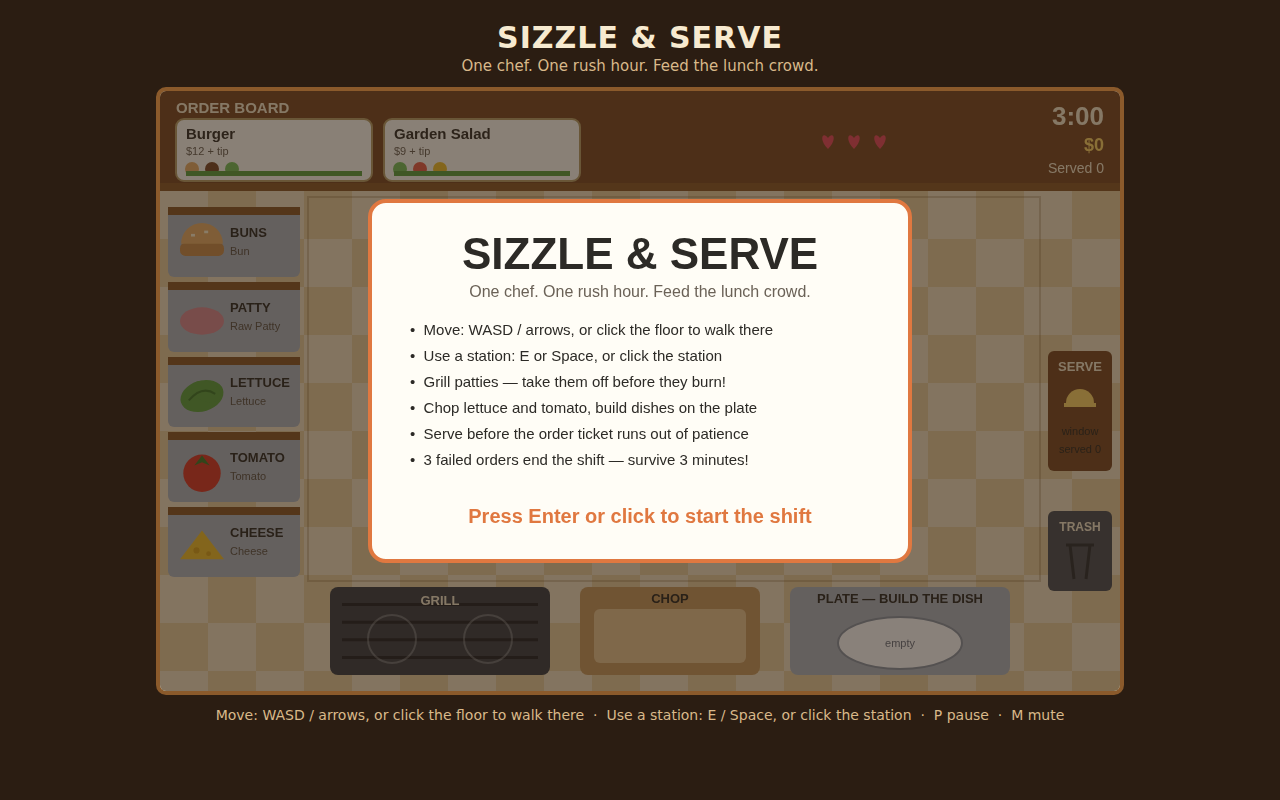 SIZZLE & SERVE
One chef. One rush hour. Feed the lunch crowd.
ORDER BOARD
Burger
$12 + tip
Garden Salad
$9 + tip
3:00
$0
Served 0
BUNS
Bun
PATTY
Raw Patty
LETTUCE
Lettuce
TOMATO
Tomato
CHEESE
Cheese
SIZZLE & SERVE
One chef. One rush hour. Feed the lunch crowd.
• Move: WASD / arrows, or click the floor to walk there
• Use a station: E or Space, or click the station
• Grill patties — take them off before they burn!
• Chop lettuce and tomato, build dishes on the plate
• Serve before the order ticket runs out of patience
• 3 failed orders end the shift — survive 3 minutes!
Press Enter or click to start the shift
SERVE
window
served 0
TRASH
GRILL
CHOP
PLATE — BUILD THE DISH
empty
Move: WASD / arrows, or click the floor to walk there · Use a station: E / Space, or click the station · P pause · M mute